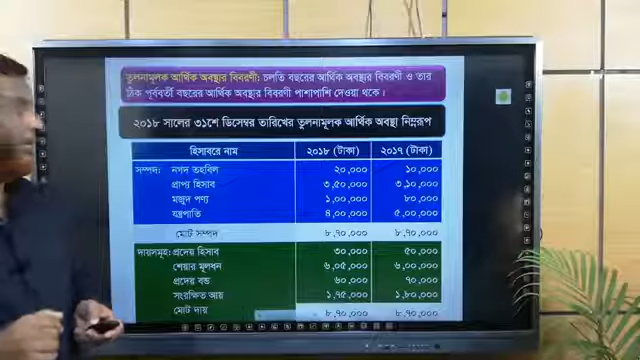 তুলনামূলক আর্থিক অবস্থার বিবরণী: চলতি বছরের আর্থিক অবস্থার বিবরণী ও তার
ঠিক পূর্ববর্তী বছরের আর্থিক অবস্থার বিবরণী পাশাপাশি দেওয়া থকে।
২০১৮ সালের ৩১শে ডিসেম্বর তারিখের তুলনামূলক আর্থিক অবস্থা নিম্নরূপ
হিসাবের নাম ২০১৮ (টাকা) ২০১৭ (টাকা)
সম্পদ: নগদ তহবিল ২০,০০০ ১০,০০০
প্রাপ্য হিসাব ৩,৫০,০০০ ৩,১০,০০০
মজুদ পণ্য ১,০০,০০০ ৮০,০০০
যন্ত্রপাতি ৪,০০,০০০ ৫,০০,০০০
মোট সম্পদ ৮,৭০,০০০ ৮,৭০,০০০
দায়সমূহ: প্রদেয় হিসাব ৩০,০০০ ৫০,০০০
শেয়ার মূলধন ৬,০৫,০০০ ৬,০০,০০০
প্রদেয় বন্ড ৬০,০০০ ৭০,০০০
সংরক্ষিত আয় ১,৭৫,০০০ ১,৮০,০০০
মোট দায় ৮,৭০,০০০ ৮,৭০,০০০